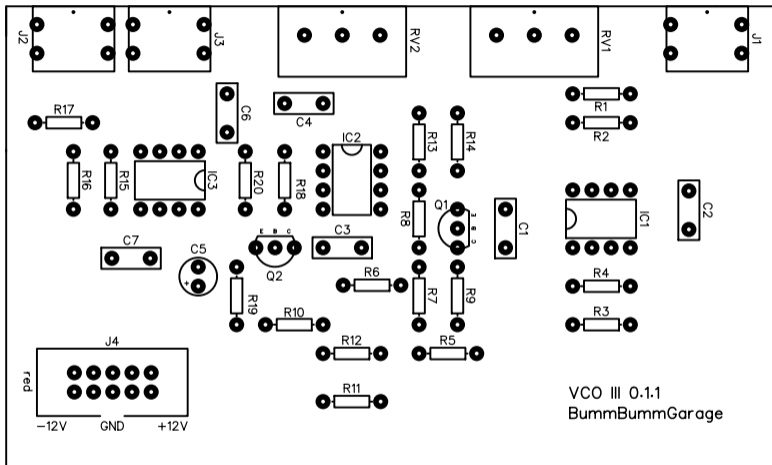 J2
J3
RV2
RV1
J1
R17
C6
C4
R1
R2
IC2
R13
R14
R16
R15
IC3
R20
R18
R8
Q1
E B C
C1
IC1
C2
C7
C5
+
E B C
Q2
C3
R6
R4
R19
R7
R9
R10
R3
J4
R12
R5
red
R11
VCO III 0.1.1
BummBummGarage
-12V GND +12V